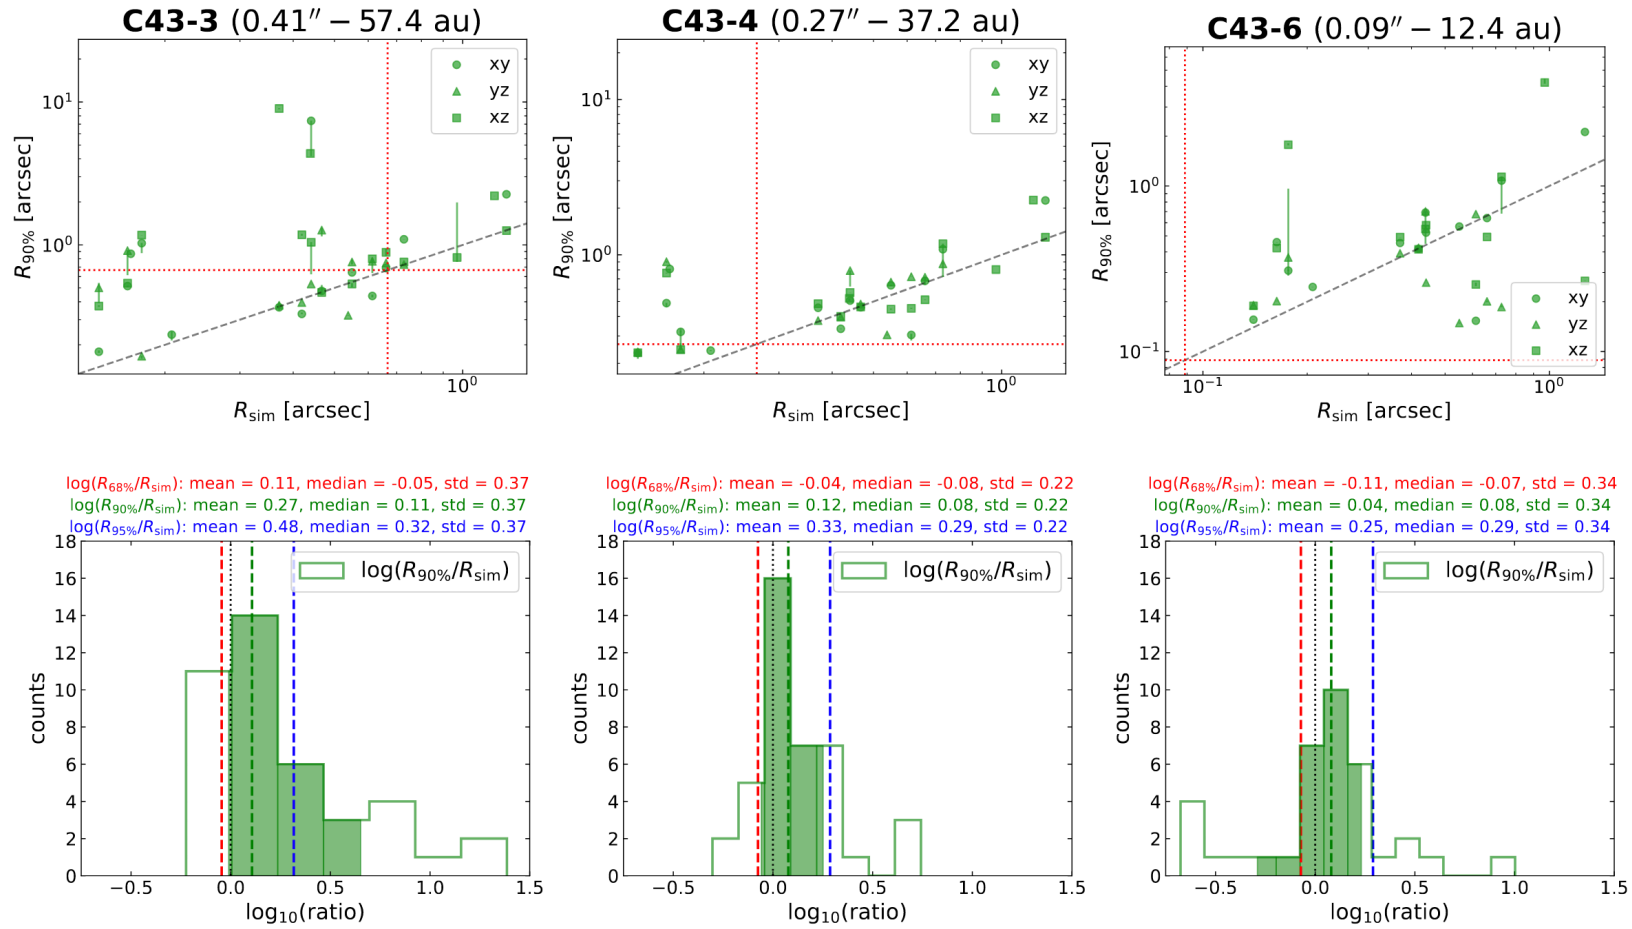 C43-3 (0.41″ − 57.4 au)
C43-4 (0.27″ − 37.2 au)
C43-6 (0.09″ − 12.4 au)
R90% [arcsec]
10¹
10⁰
xy
yz
xz
10⁰
Rsim [arcsec]
R90% [arcsec]
10¹
10⁰
xy
yz
xz
10⁰
Rsim [arcsec]
R90% [arcsec]
10⁰
10⁻¹
xy
yz
xz
10⁻¹ 10⁰
Rsim [arcsec]
log(R68%/Rsim): mean = 0.11, median = -0.05, std = 0.37
log(R90%/Rsim): mean = 0.27, median = 0.11, std = 0.37
log(R95%/Rsim): mean = 0.48, median = 0.32, std = 0.37
counts
18
16
14
12
10
8
6
4
2
0
log(R90%/Rsim)
−0.5 0.0 0.5 1.0 1.5
log10(ratio)
log(R68%/Rsim): mean = -0.04, median = -0.08, std = 0.22
log(R90%/Rsim): mean = 0.12, median = 0.08, std = 0.22
log(R95%/Rsim): mean = 0.33, median = 0.29, std = 0.22
counts
18
16
14
12
10
8
6
4
2
0
log(R90%/Rsim)
−0.5 0.0 0.5 1.0 1.5
log10(ratio)
log(R68%/Rsim): mean = -0.11, median = -0.07, std = 0.34
log(R90%/Rsim): mean = 0.04, median = 0.08, std = 0.34
log(R95%/Rsim): mean = 0.25, median = 0.29, std = 0.34
counts
18
16
14
12
10
8
6
4
2
0
log(R90%/Rsim)
−0.5 0.0 0.5 1.0 1.5
log10(ratio)